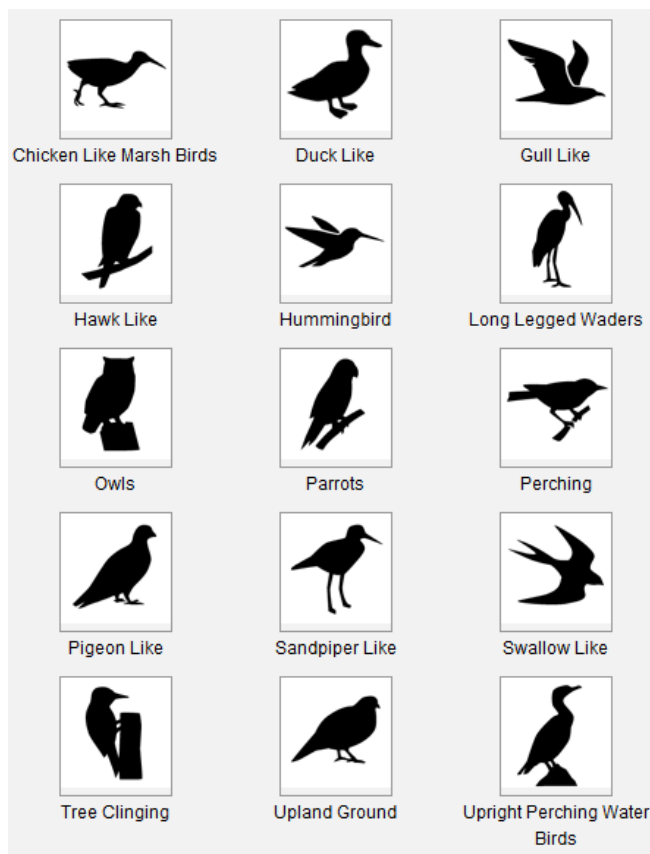 Chicken Like Marsh Birds
Duck Like
Gull Like
Hawk Like
Hummingbird
Long Legged Waders
Owls
Parrots
Perching
Pigeon Like
Sandpiper Like
Swallow Like
Tree Clinging
Upland Ground
Upright Perching Water
Birds